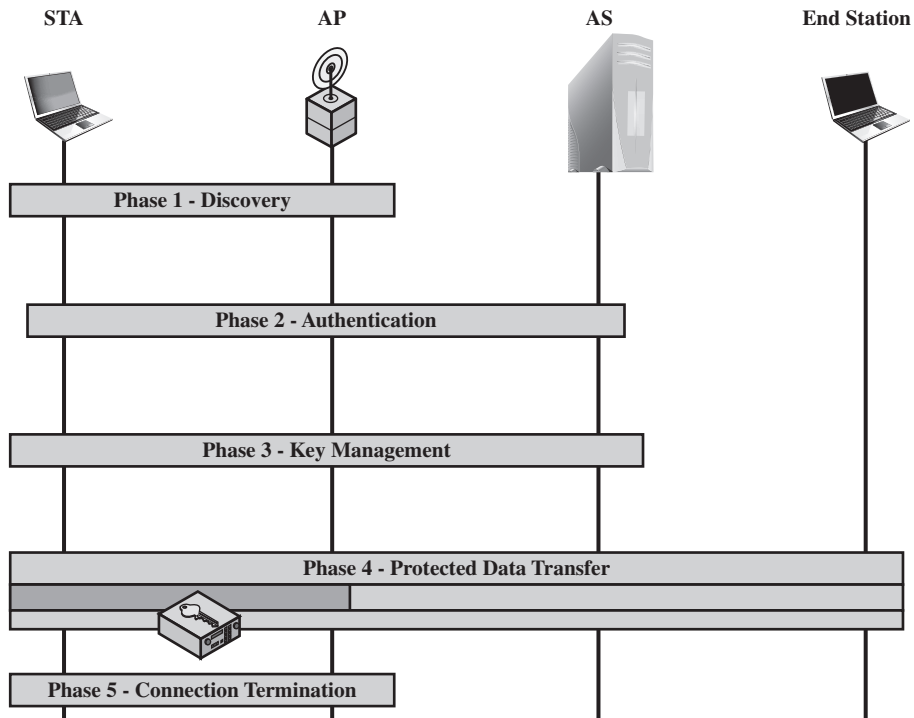 STA AP AS End Station
Phase 1 - Discovery
Phase 2 - Authentication
Phase 3 - Key Management
Phase 4 - Protected Data Transfer
Phase 5 - Connection Termination